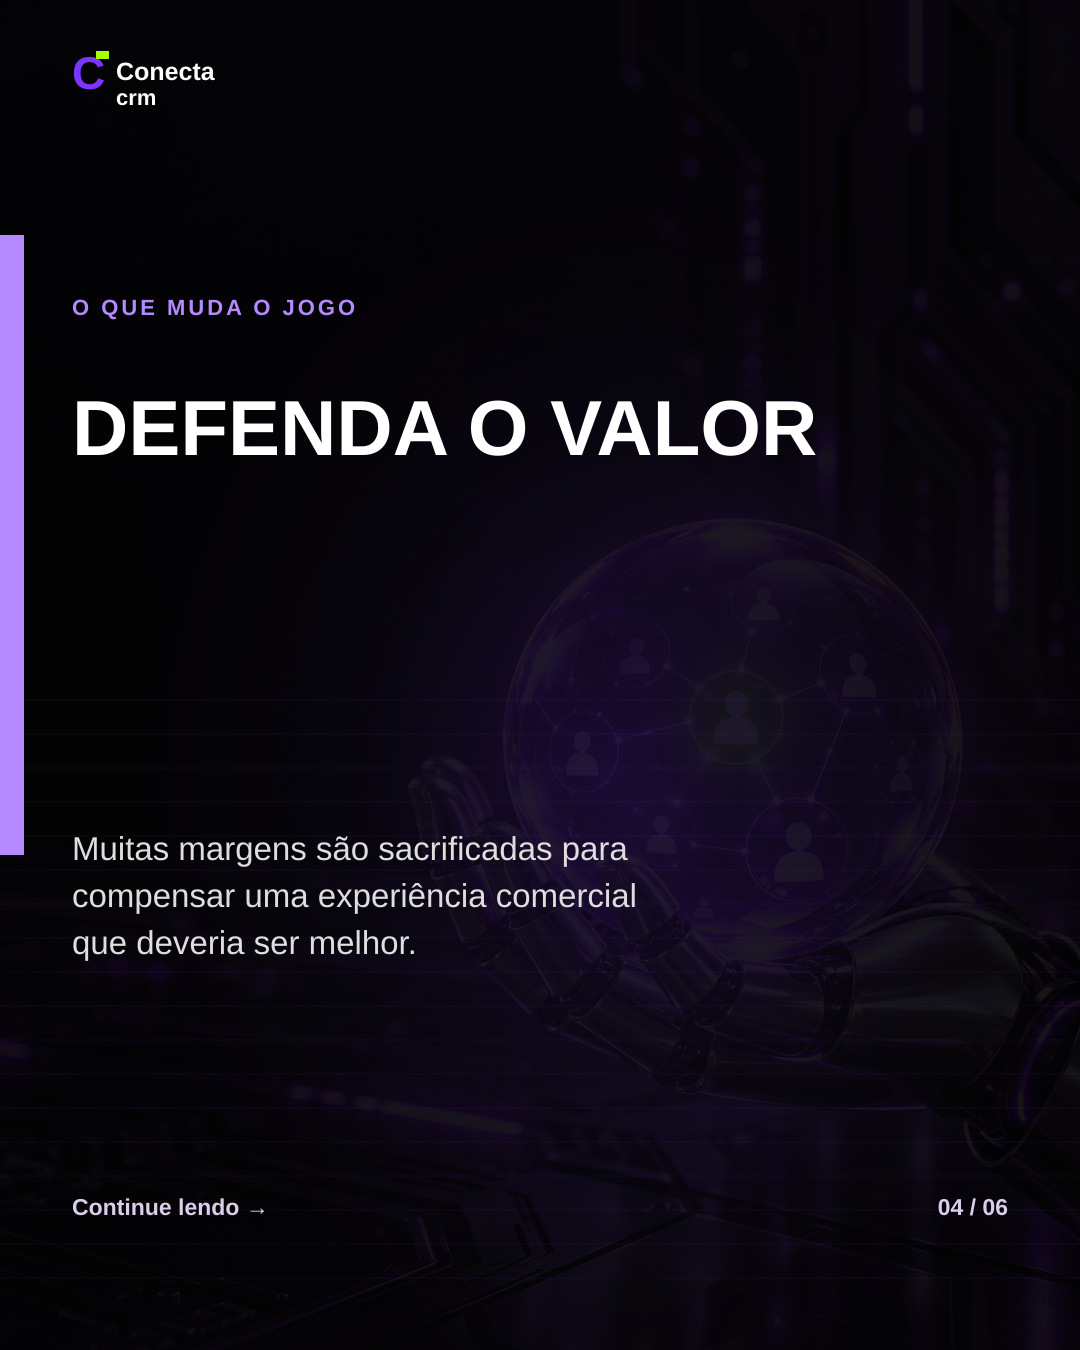 Conecta
crm
O QUE MUDA O JOGO
DEFENDA O VALOR
Muitas margens são sacrificadas para
compensar uma experiência comercial
que deveria ser melhor.
Continue lendo →
04 / 06